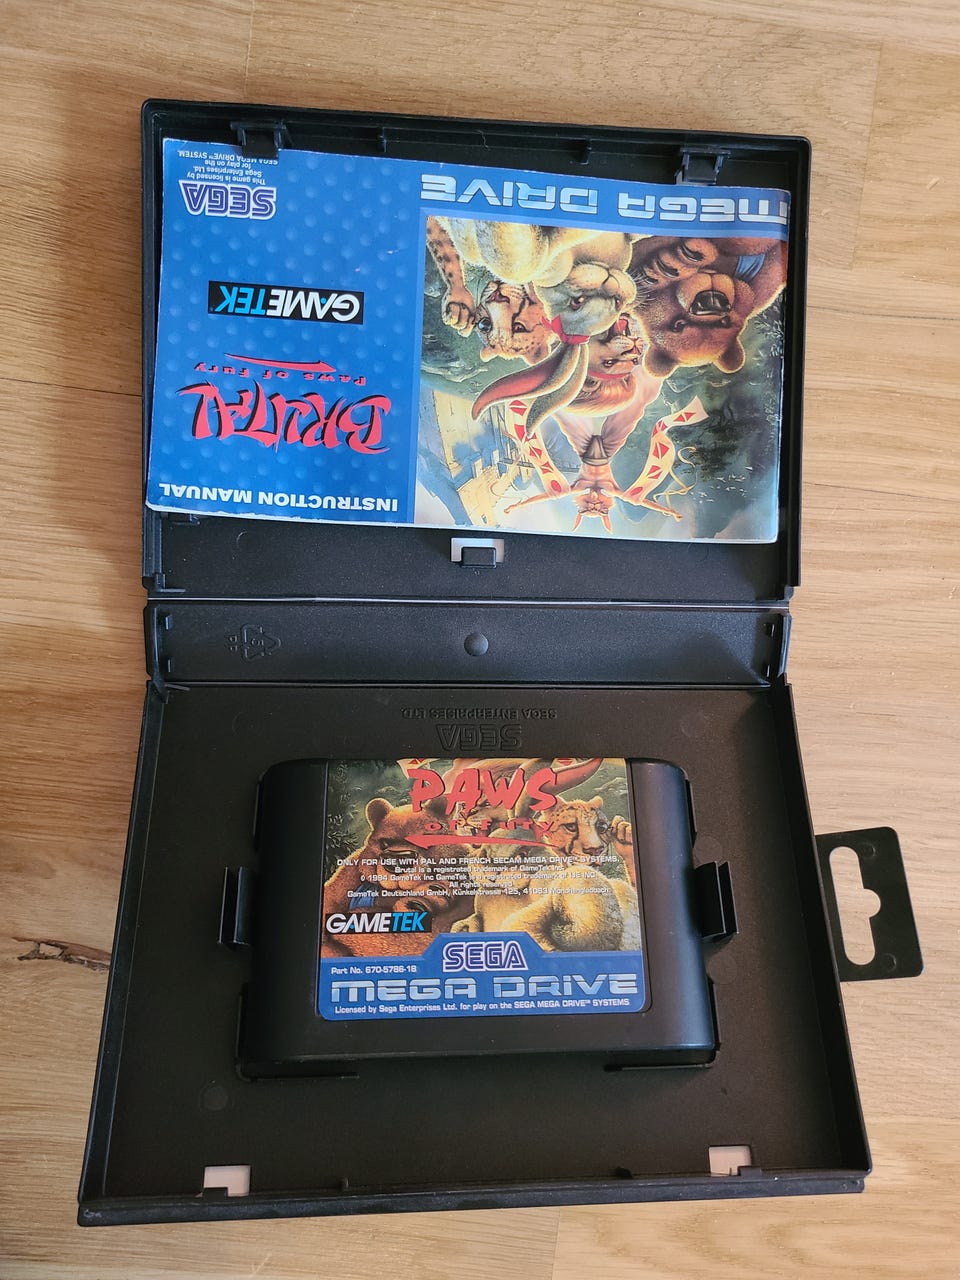 INSTRUCTION MANUAL
BRUTAL
PAWS OF FURY
GAMETEK
SEGA
This game is licensed by
Sega Enterprises Ltd.
for play on the
SEGA MEGA DRIVE™ SYSTEM.
MEGA DRIVE
SEGA ENTERPRISES LTD.
SEGA
PAWS
OF FURY
ONLY FOR USE WITH PAL AND FRENCH SECAM MEGA DRIVE™ SYSTEMS.
Brutal is a registered trademark of GameTek Inc.
© 1994 GameTek Inc GameTek is a registered trademark of IJE INC
All rights reserved
GameTek Deutschland GmbH, Künkelstrasse 125, 41063 Mönchengladbach
GAMETEK
SEGA
Part No. 670-5786-18
MEGA DRIVE
Licensed by Sega Enterprises Ltd. for play on the SEGA MEGA DRIVE™ SYSTEMS